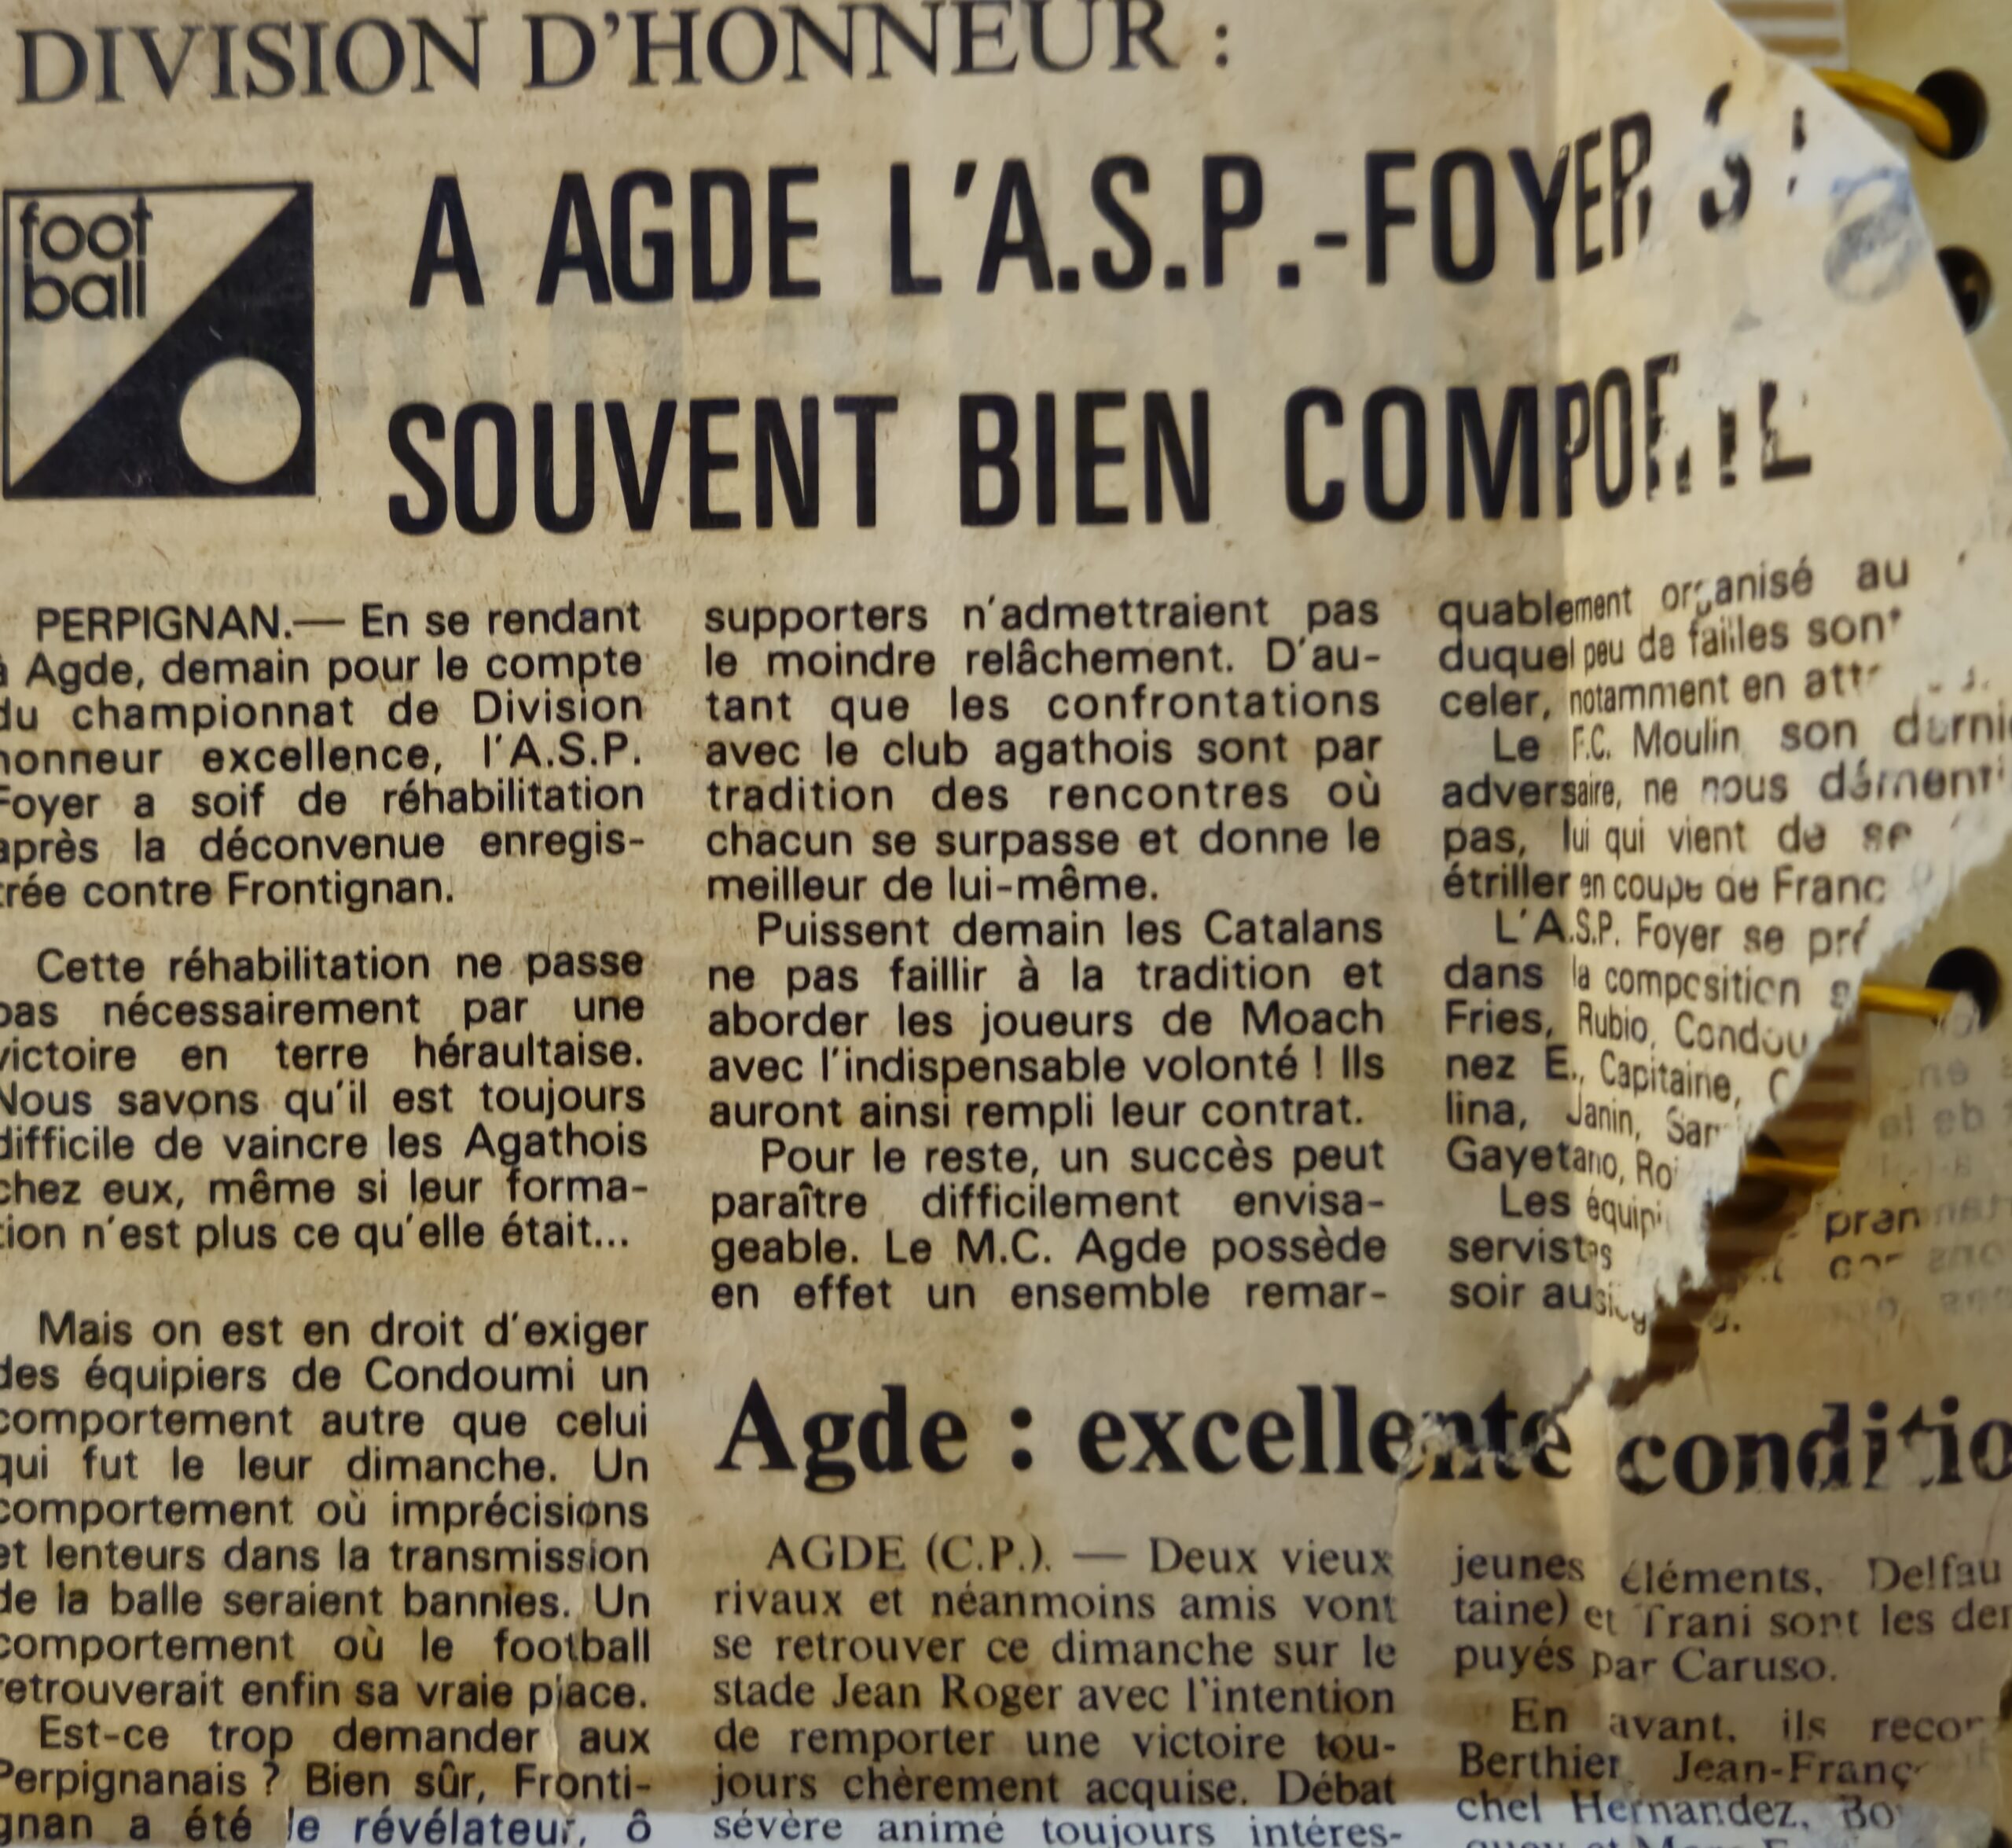 DIVISION D'HONNEUR :
foot
ball
A AGDE L'A.S.P.-FOYER S'
SOUVENT BIEN COMPORTE
PERPIGNAN.— En se rendant
à Agde, demain pour le compte
du championnat de Division
honneur excellence, l'A.S.P.
Foyer a soif de réhabilitation
après la déconvenue enregis-
trée contre Frontignan.
Cette réhabilitation ne passe
pas nécessairement par une
victoire en terre héraultaise.
Nous savons qu'il est toujours
difficile de vaincre les Agathois
chez eux, même si leur forma-
tion n'est plus ce qu'elle était...
Mais on est en droit d'exiger
des équipiers de Condoumi un
comportement autre que celui
qui fut le leur dimanche. Un
comportement où imprécisions
et lenteurs dans la transmission
de la balle seraient bannies. Un
comportement où le football
retrouverait enfin sa vraie place.
Est-ce trop demander aux
Perpignanais ? Bien sûr, Fronti-
gnan a été le révélateur, ô
supporters n'admettraient pas
le moindre relâchement. D'au-
tant que les confrontations
avec le club agathois sont par
tradition des rencontres où
chacun se surpasse et donne le
meilleur de lui-même.
Puissent demain les Catalans
ne pas faillir à la tradition et
aborder les joueurs de Moach
avec l'indispensable volonté ! Ils
auront ainsi rempli leur contrat.
Pour le reste, un succès peut
paraître difficilement envisa-
geable. Le M.C. Agde possède
en effet un ensemble remar-
quablement organisé au
duquel peu de failles sont
celer, notamment en
Le F.C. Moulin son
adversaire, ne nous
pas, lui qui vient de se
étriller en coupe de
L'A.S.P. Foyer se
dans la composition
Fries, Rubio,
nez E., Capitaine,
lina, Janin,
Gayetano,
Les
servistes
soir
Agde : excellente
AGDE (C.P.). — Deux vieux
rivaux et néanmoins amis vont
se retrouver ce dimanche sur le
stade Jean Roger avec l'intention
de remporter une victoire tou-
jours chèrement acquise. Débat
sévère animé toujours intéres-
jeunes éléments, Delfau
taine) et Trani sont les
puyés par Caruso.
En avant, ils
Berthier Jean-Franç
chel Hernandez,